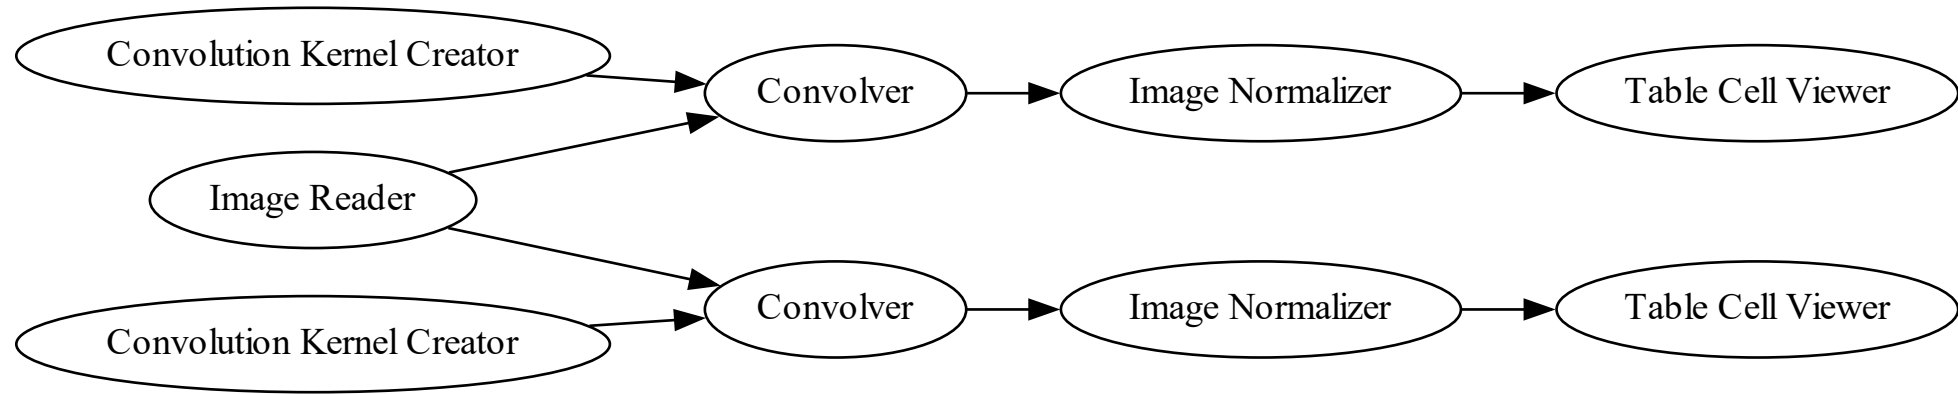 Convolution Kernel Creator
Convolver
Image Normalizer
Table Cell Viewer
Image Reader
Convolver
Image Normalizer
Table Cell Viewer
Convolution Kernel Creator